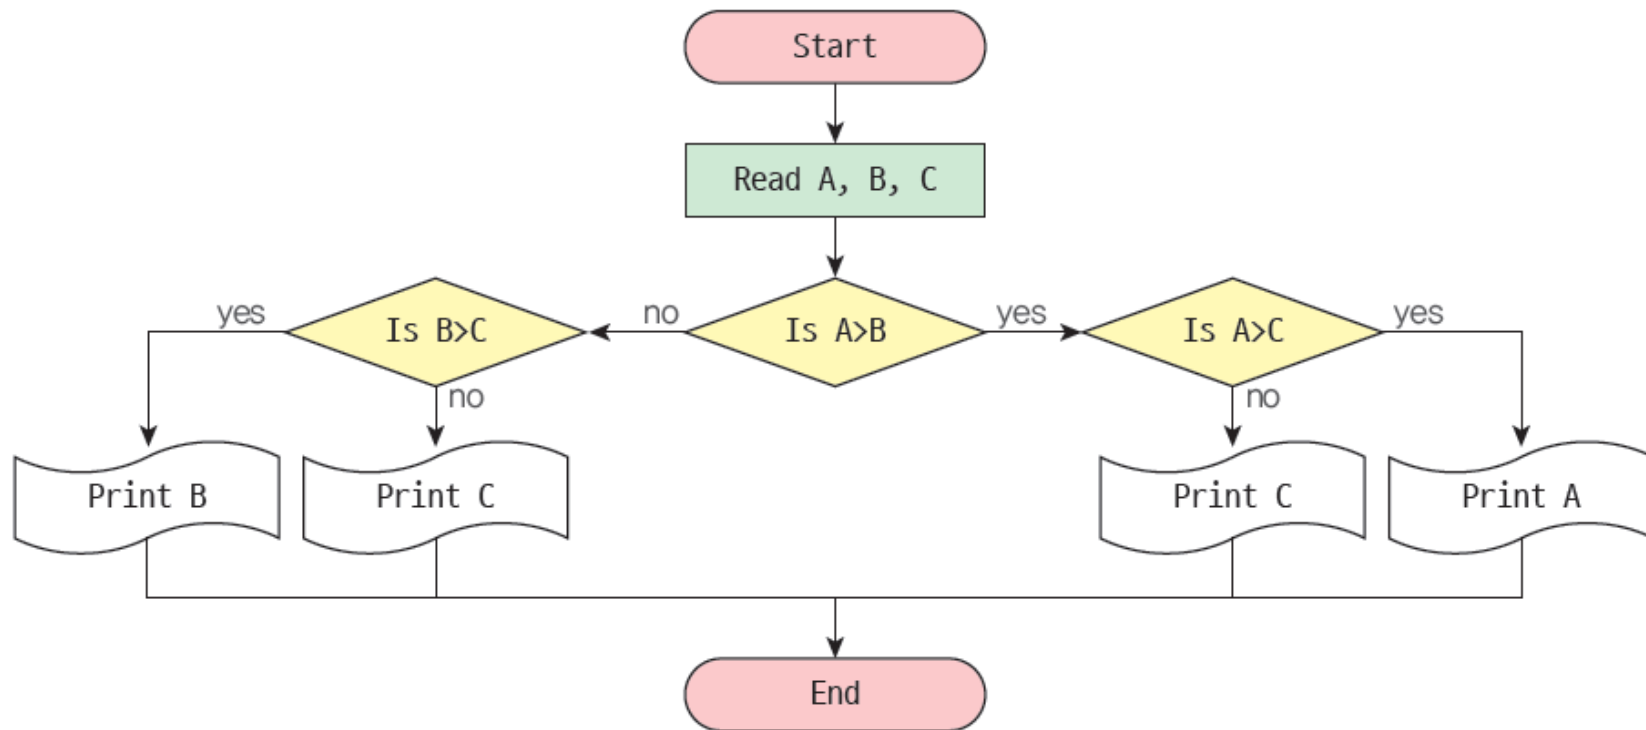 Start
Read A, B, C
yes
Is B>C
no
Is A>B
yes
Is A>C
yes
no
no
Print B
Print C
Print C
Print A
End